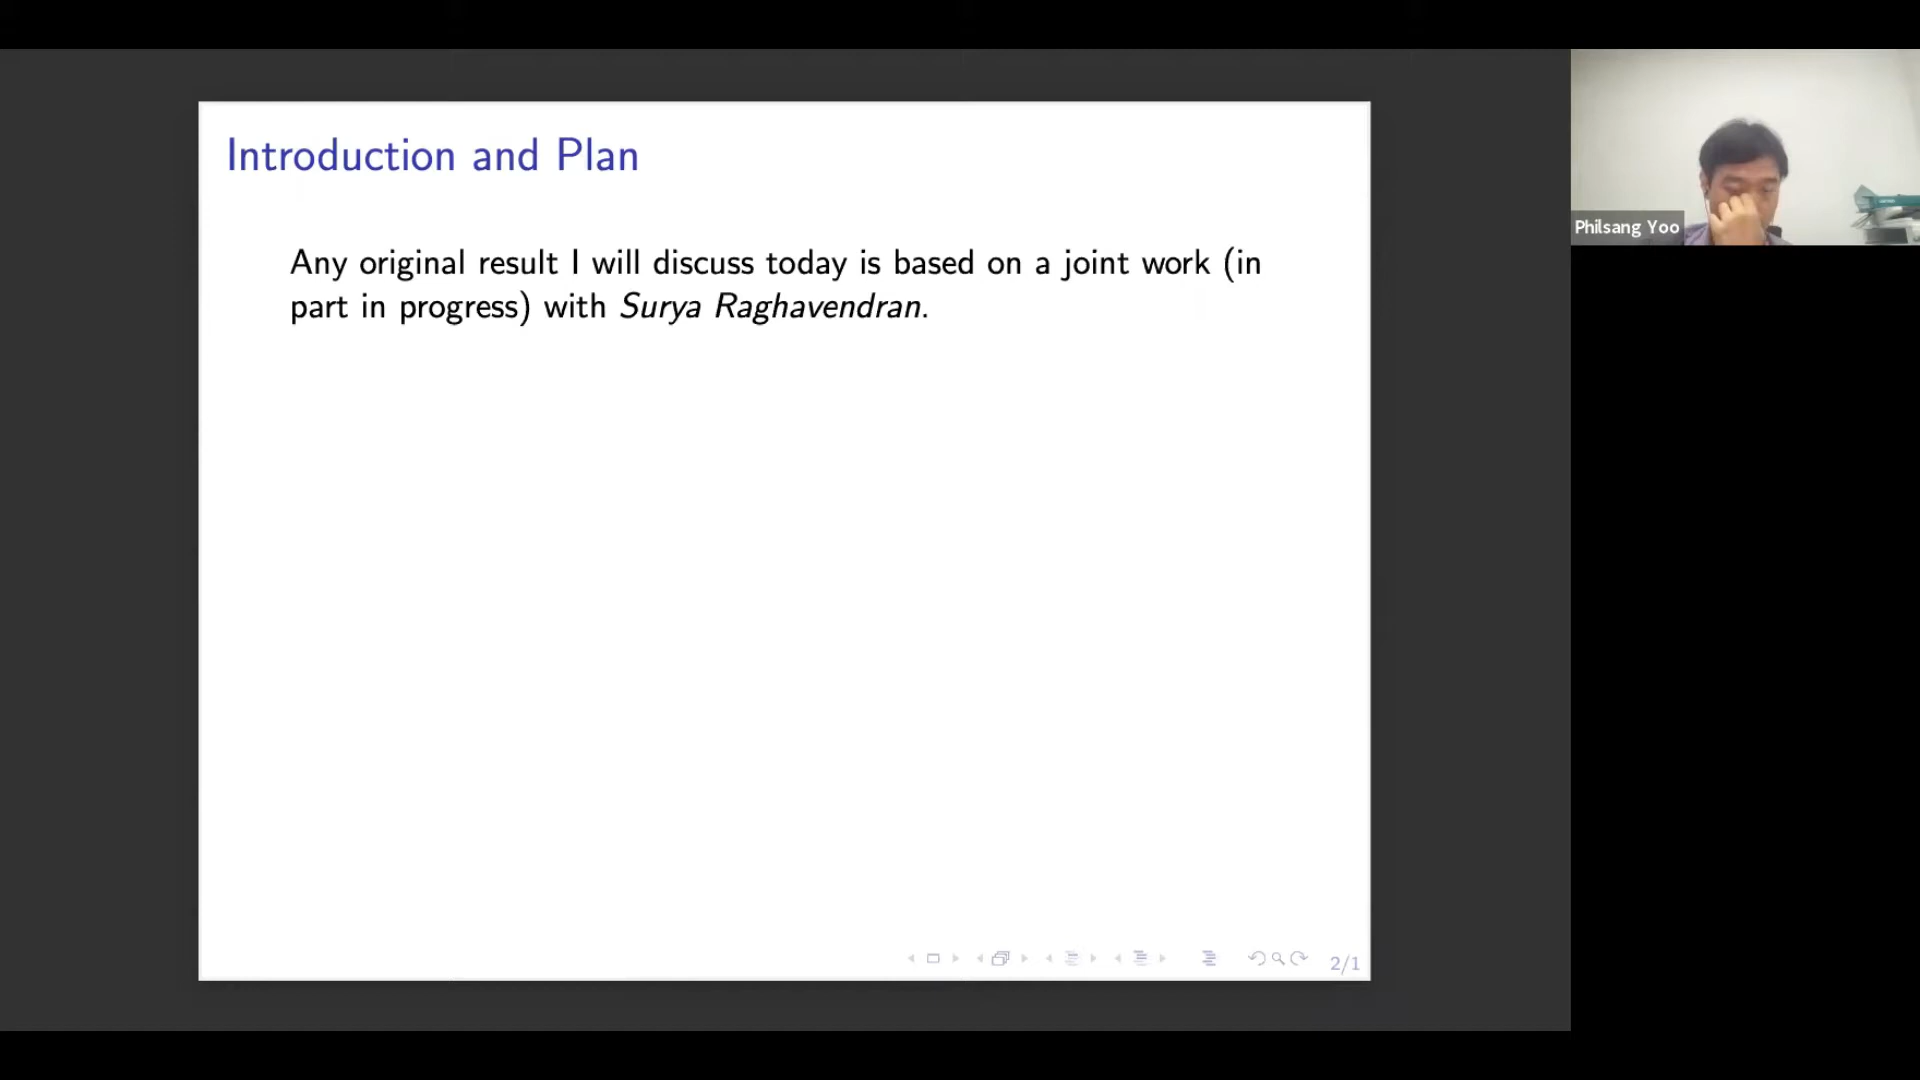 Introduction and Plan
Any original result I will discuss today is based on a joint work (in
part in progress) with Surya Raghavendran.
2/1
Philsang Yoo